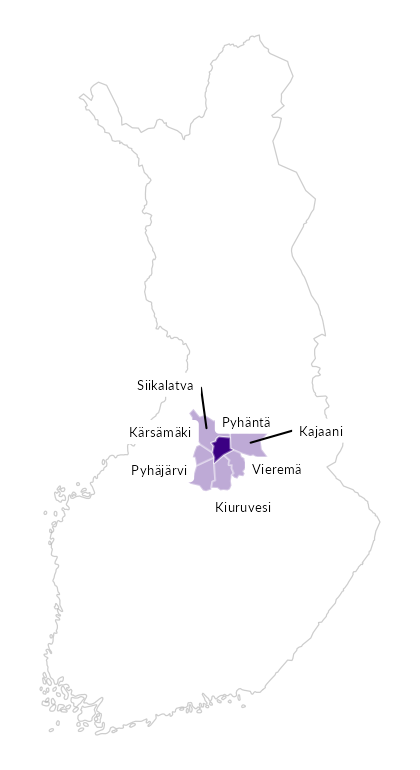 Siikalatva
Pyhäntä
Kärsämäki
Kajaani
Pyhäjärvi
Vieremä
Kiuruvesi